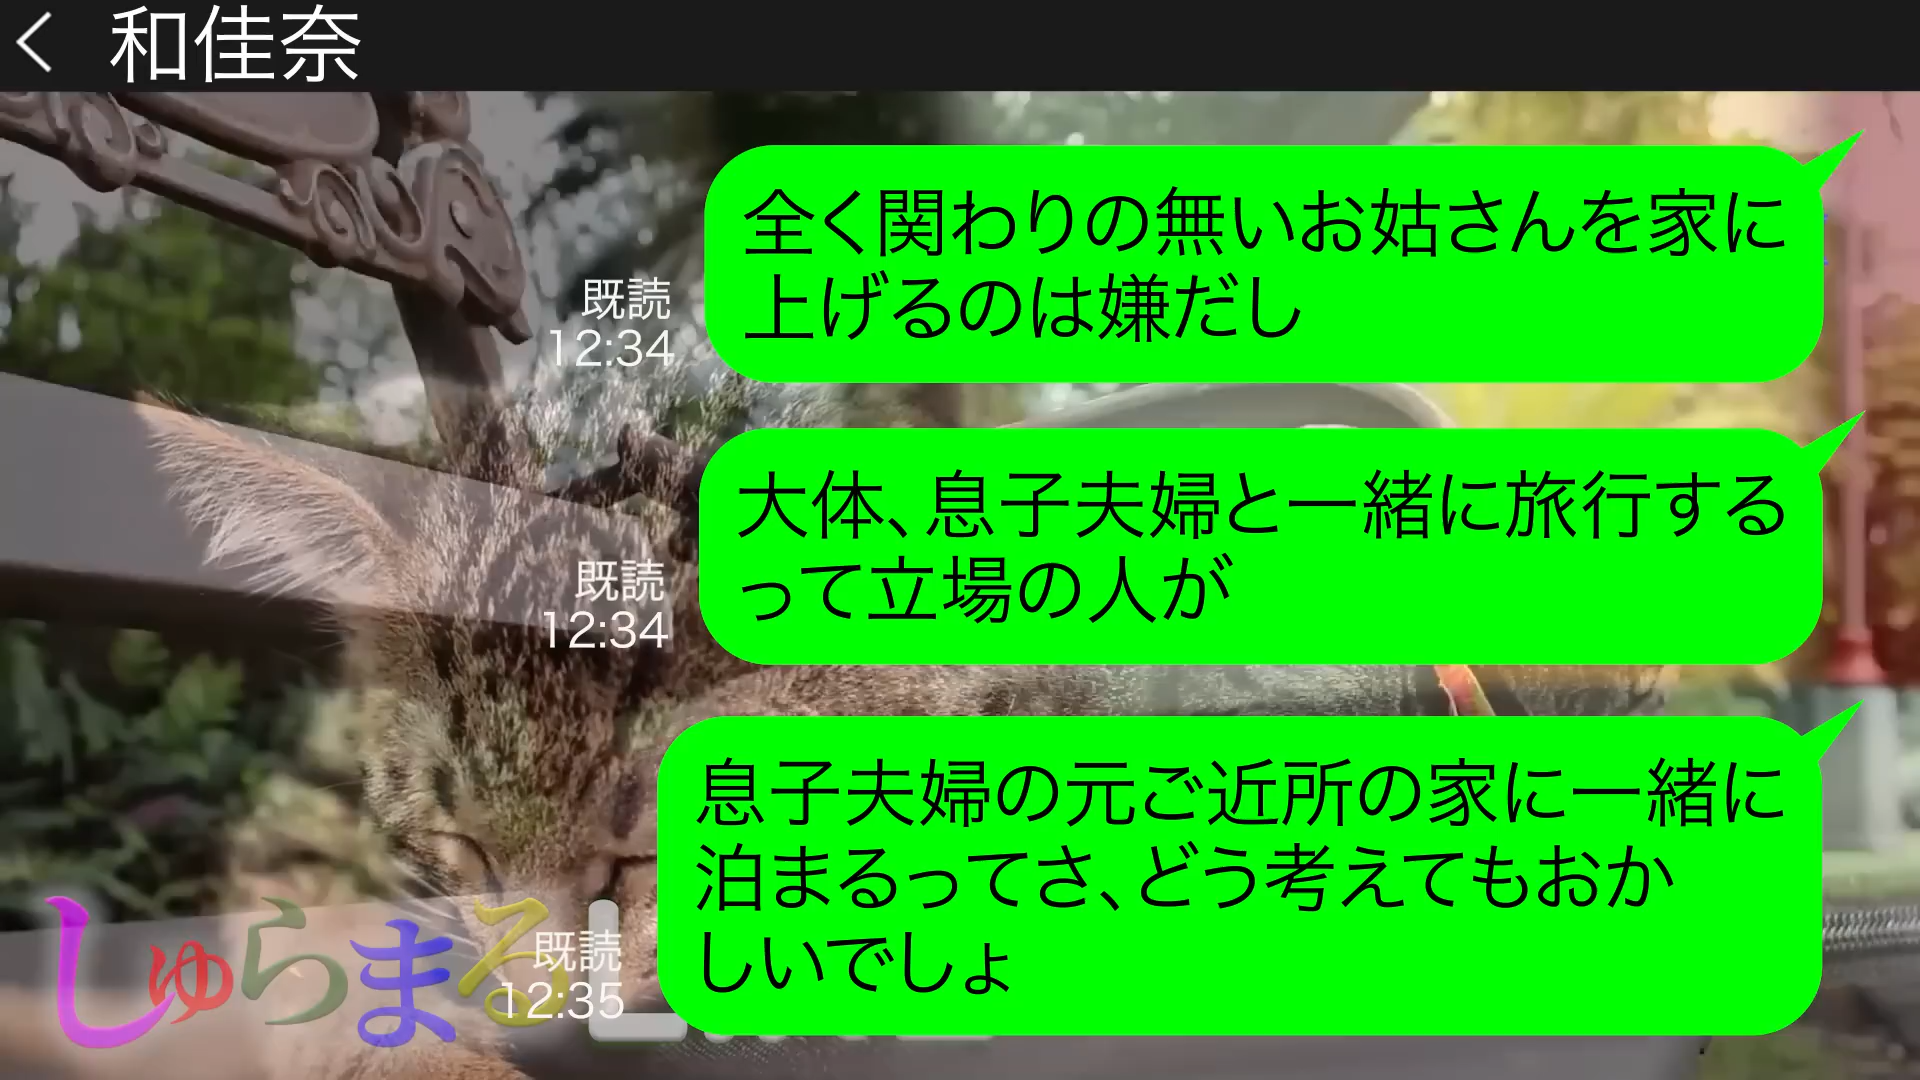 和佳奈
全く関わりの無いお姑さんを家に
上げるのは嫌だし
既読
12:34
大体、息子夫婦と一緒に旅行する
って立場の人が
既読
12:34
息子夫婦の元ご近所の家に一緒に
泊まるってさ、どう考えてもおか
しいでしょ
既読
12:35
しゅらまる